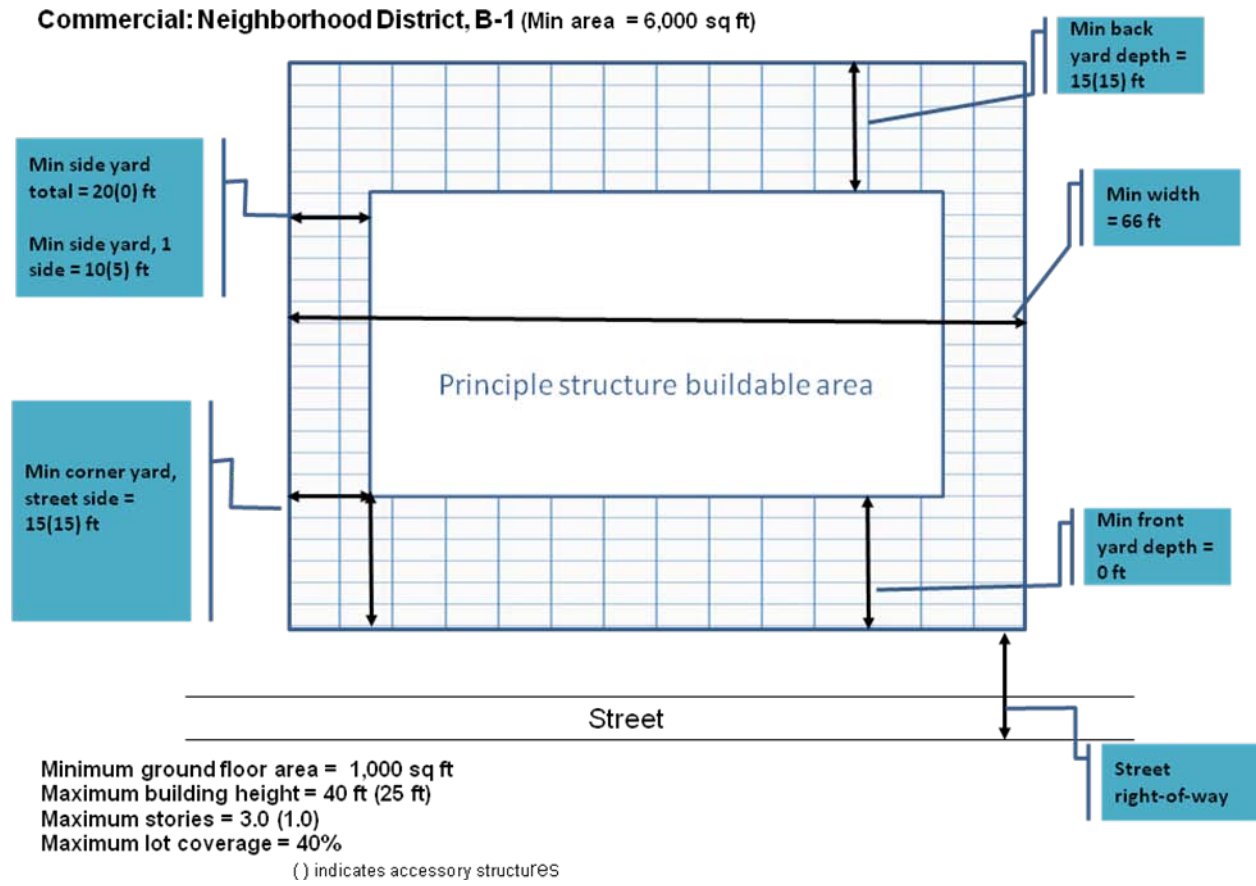 Commercial: Neighborhood District, B-1 (Min area = 6,000 sq ft)
Min back
yard depth =
15(15) ft
Min side yard
total = 20(0) ft
Min side yard, 1
side = 10(5) ft
Min width
= 66 ft
Principle structure buildable area
Min corner yard,
street side =
15(15) ft
Min front
yard depth =
0 ft
Street
Street
right-of-way
Minimum ground floor area = 1,000 sq ft
Maximum building height = 40 ft (25 ft)
Maximum stories = 3.0 (1.0)
Maximum lot coverage = 40%
( ) indicates accessory structures